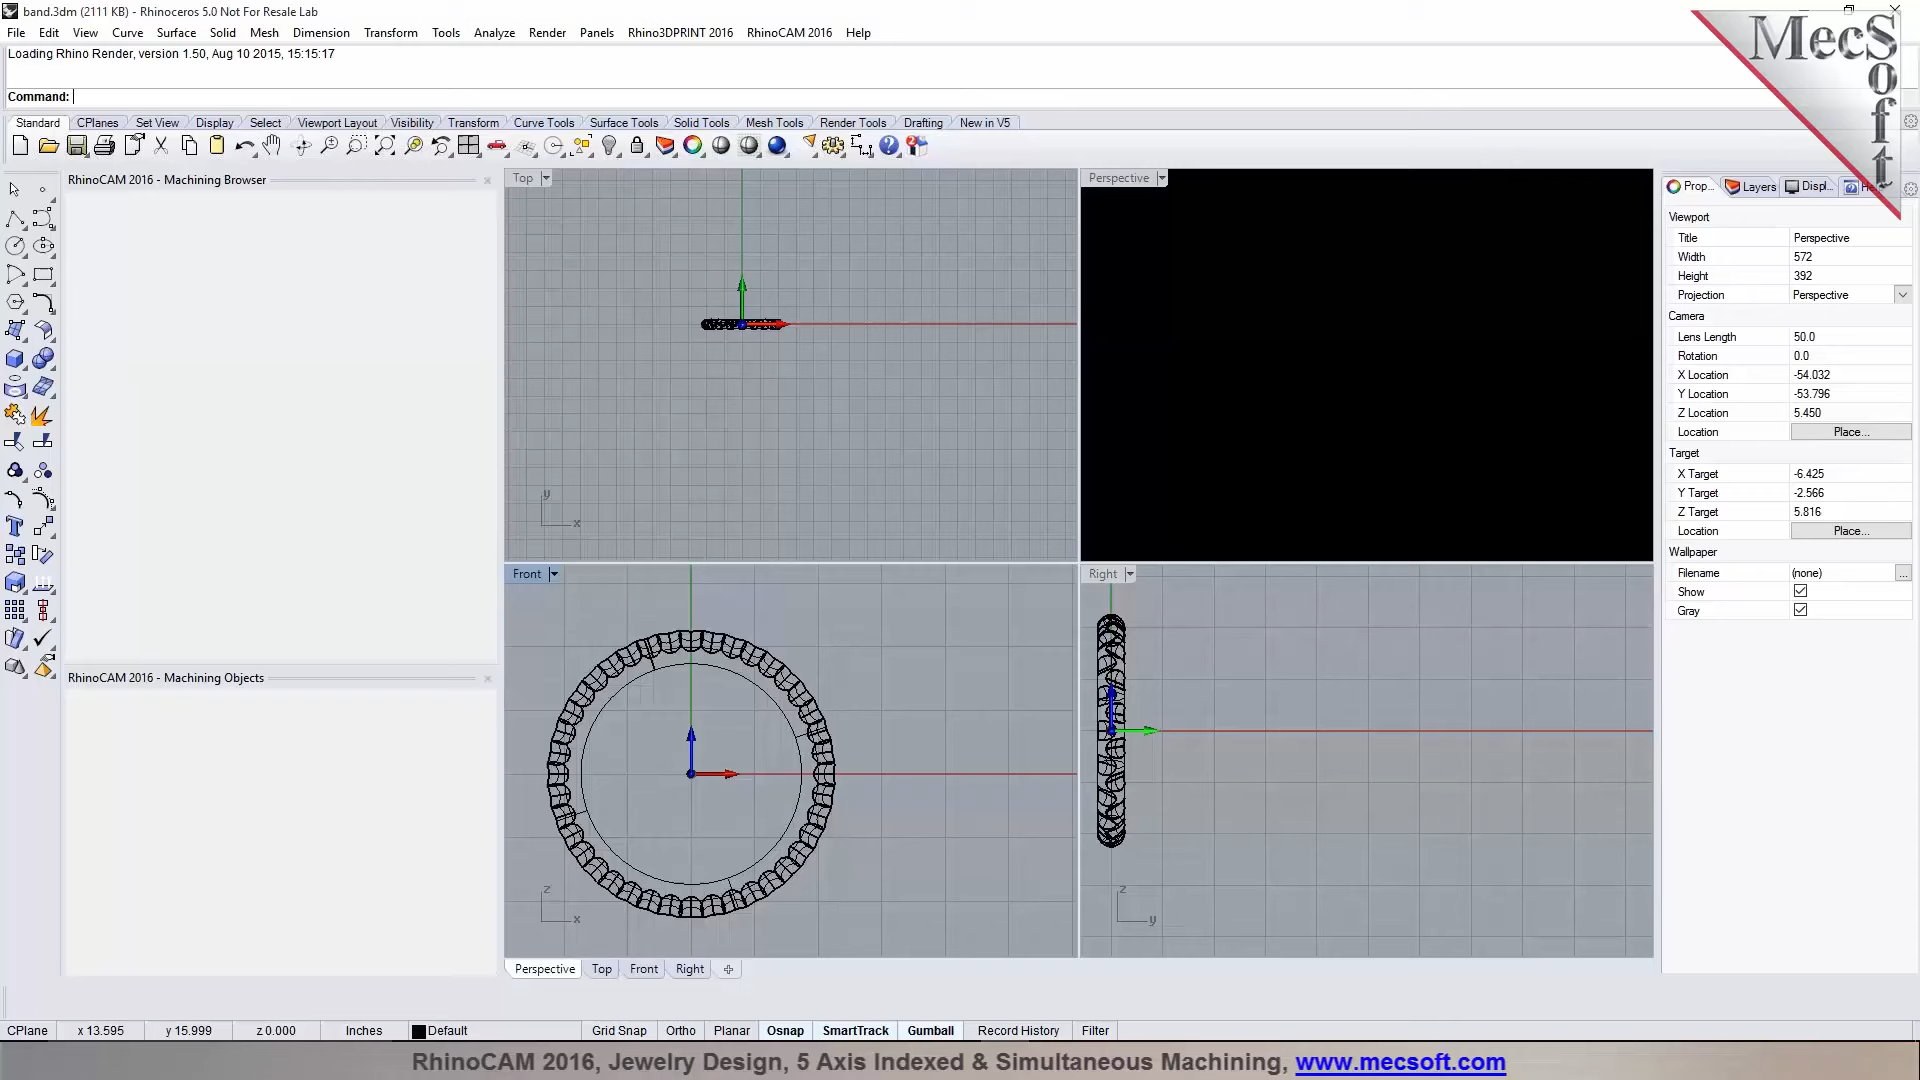 band.3dm (2111 KB) - Rhinoceros 5.0 Not For Resale Lab
File Edit View Curve Surface Solid Mesh Dimension Transform Tools Analyze Render Panels Rhino3DPRINT 2016 RhinoCAM 2016 Help
Loading Rhino Render, version 1.50, Aug 10 2015, 15:15:17
Command:
Standard CPlanes Set View Display Select Viewport Layout Visibility Transform Curve Tools Surface Tools Solid Tools Mesh Tools Render Tools Drafting New in V5
MecSoft
RhinoCAM 2016 - Machining Browser
Top
Perspective
Prop... Layers Displ...
Viewport
Title Perspective
Width 572
Height 392
Projection Perspective
Camera
Lens Length 50.0
Rotation 0.0
X Location -54.032
Y Location -53.796
Z Location 5.450
Location Place...
Target
X Target -6.425
Y Target -2.566
Z Target 5.816
Location Place...
Wallpaper
Filename (none) ...
Show
Gray
y
x
Front
Right
RhinoCAM 2016 - Machining Objects
z
x
z
y
Perspective Top Front Right
CPlane x 13.595 y 15.999 z 0.000 Inches Default Grid Snap Ortho Planar Osnap SmartTrack Gumball Record History Filter
RhinoCAM 2016, Jewelry Design, 5 Axis Indexed & Simultaneous Machining, www.mecsoft.com